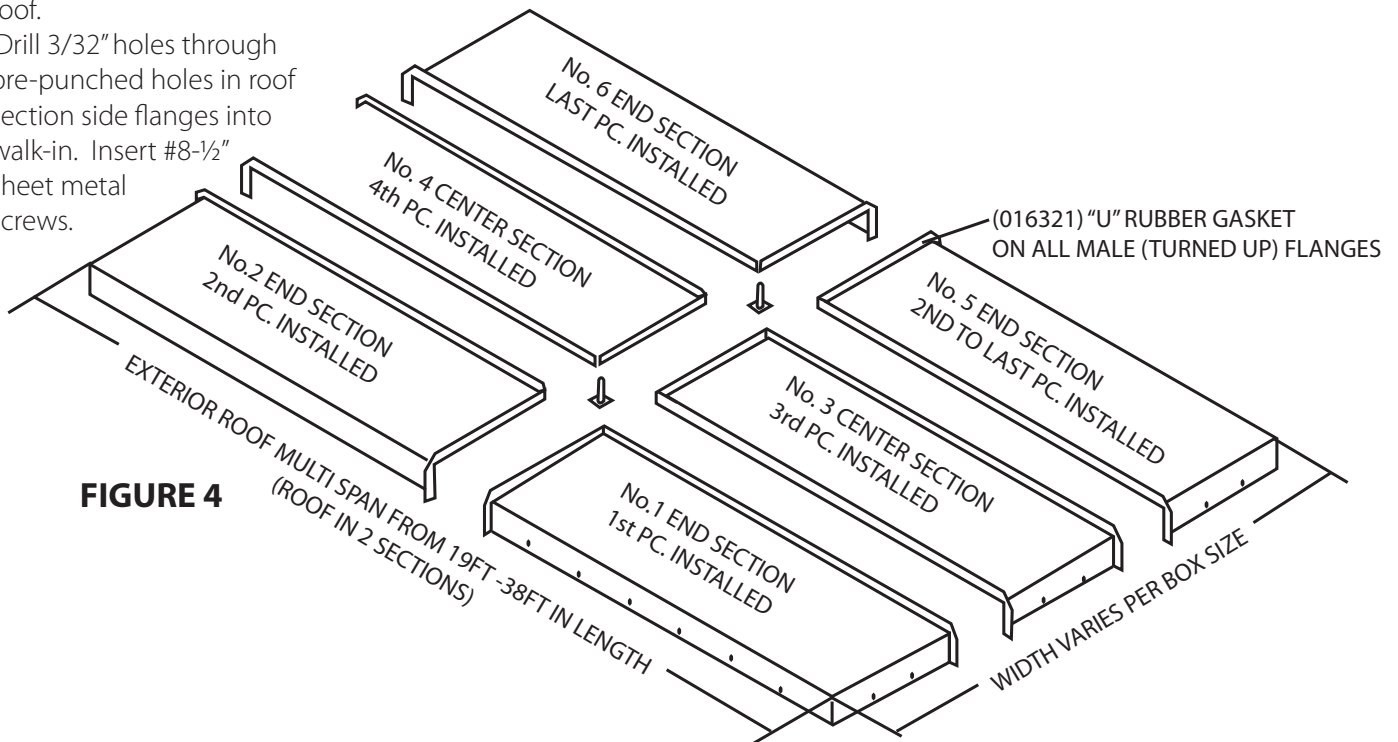 oof.
Drill 3/32” holes through
pre-punched holes in roof
ection side flanges into
walk-in.  Insert #8-½”
heet metal
crews.
No. 6 END SECTION
LAST PC. INSTALLED
No. 4 CENTER SECTION
4th PC. INSTALLED
(016321) “U” RUBBER GASKET
ON ALL MALE (TURNED UP) FLANGES
No.2 END SECTION
2nd PC. INSTALLED
No. 5 END SECTION
2ND TO LAST PC. INSTALLED
No. 3 CENTER SECTION
3rd PC. INSTALLED
No.1 END SECTION
1st PC. INSTALLED
EXTERIOR ROOF MULTI SPAN FROM 19FT -38FT IN LENGTH
(ROOF IN 2 SECTIONS)
WIDTH VARIES PER BOX SIZE
FIGURE 4